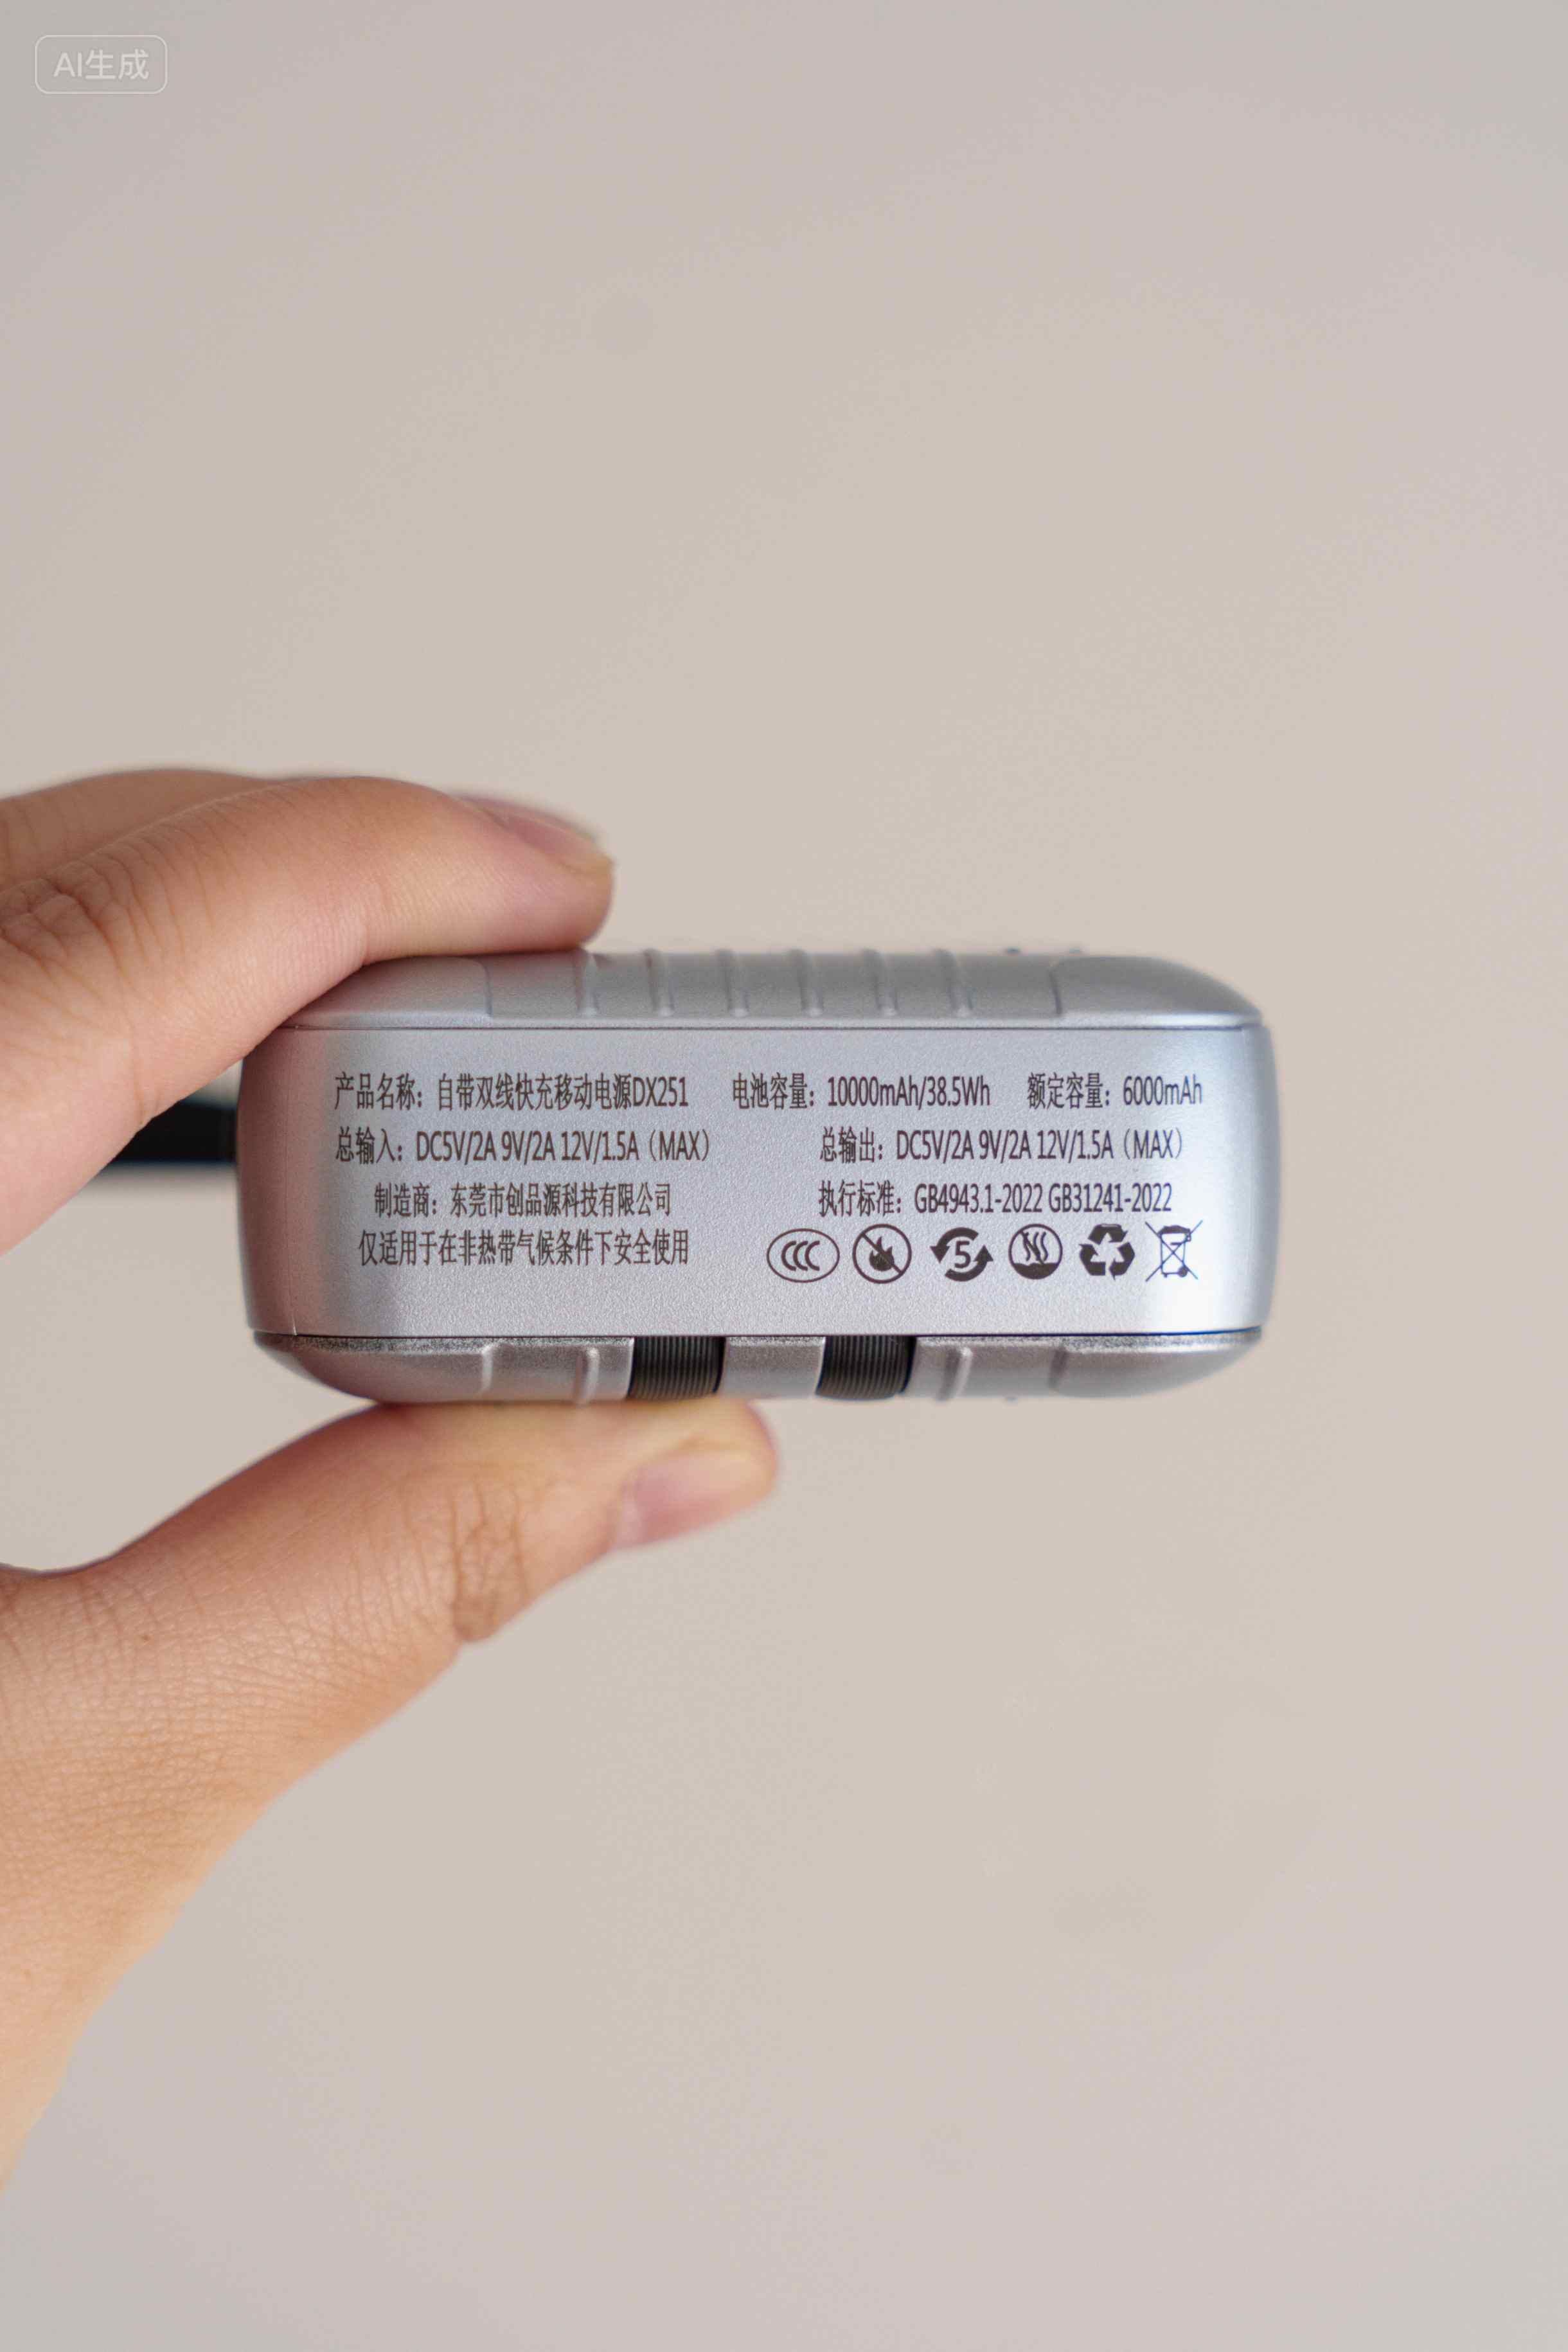 AI生成
产品名称：自带双线快充移动电源DX251 电池容量：10000mAh/38.5Wh 额定容量：6000mAh
总输入：DC5V/2A 9V/2A 12V/1.5A（MAX） 总输出：DC5V/2A 9V/2A 12V/1.5A（MAX）
制造商：东莞市创品源科技有限公司 执行标准：GB4943.1-2022 GB31241-2022
仅适用于在非热带气候条件下安全使用 CCC 5